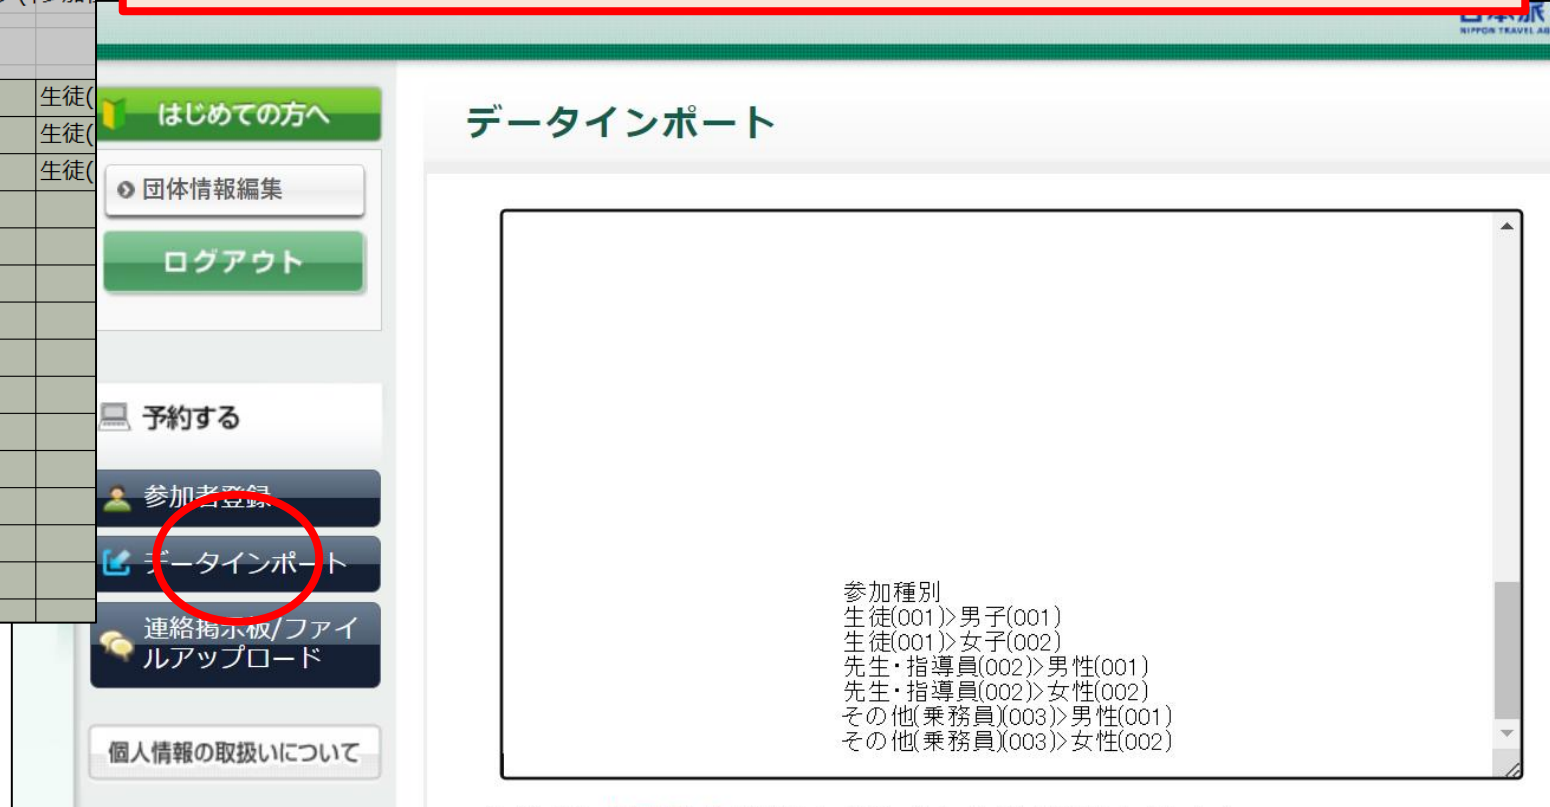 生徒(
生徒(
生徒(
NIPPON TRAVEL
はじめての方へ
団体情報編集
ログアウト
予約する
参加者登録
データインポート
連絡掲示板/ファイ
ルアップロード
個人情報の取扱いについて
データインポート
参加種別
生徒(001)>男子(001)
生徒(001)>女子(002)
先生・指導員(002)>男性(001)
先生・指導員(002)>女性(002)
その他(乗務員)(003)>男性(001)
その他(乗務員)(003)>女性(002)